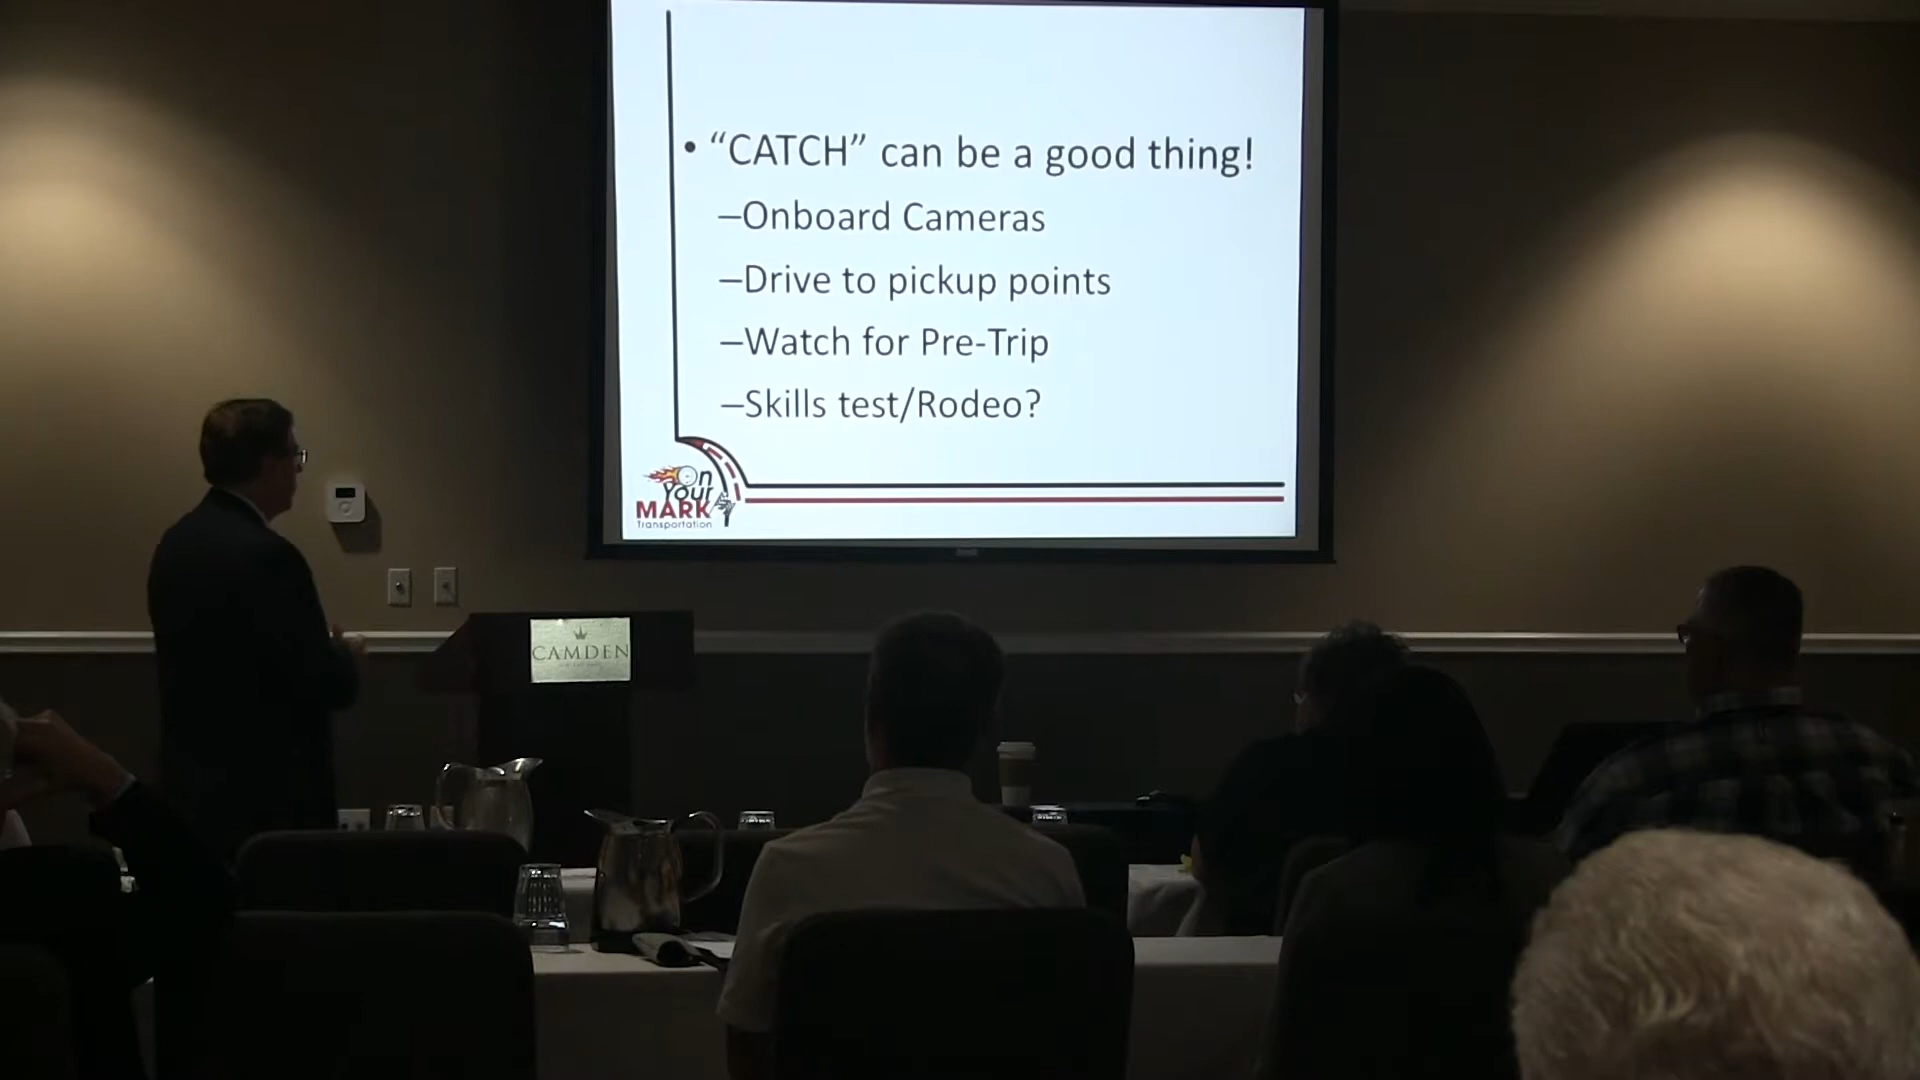 • “CATCH” can be a good thing!
–Onboard Cameras
–Drive to pickup points
–Watch for Pre-Trip
–Skills test/Rodeo?
On
Your
MARK
Transportation
CAMDEN